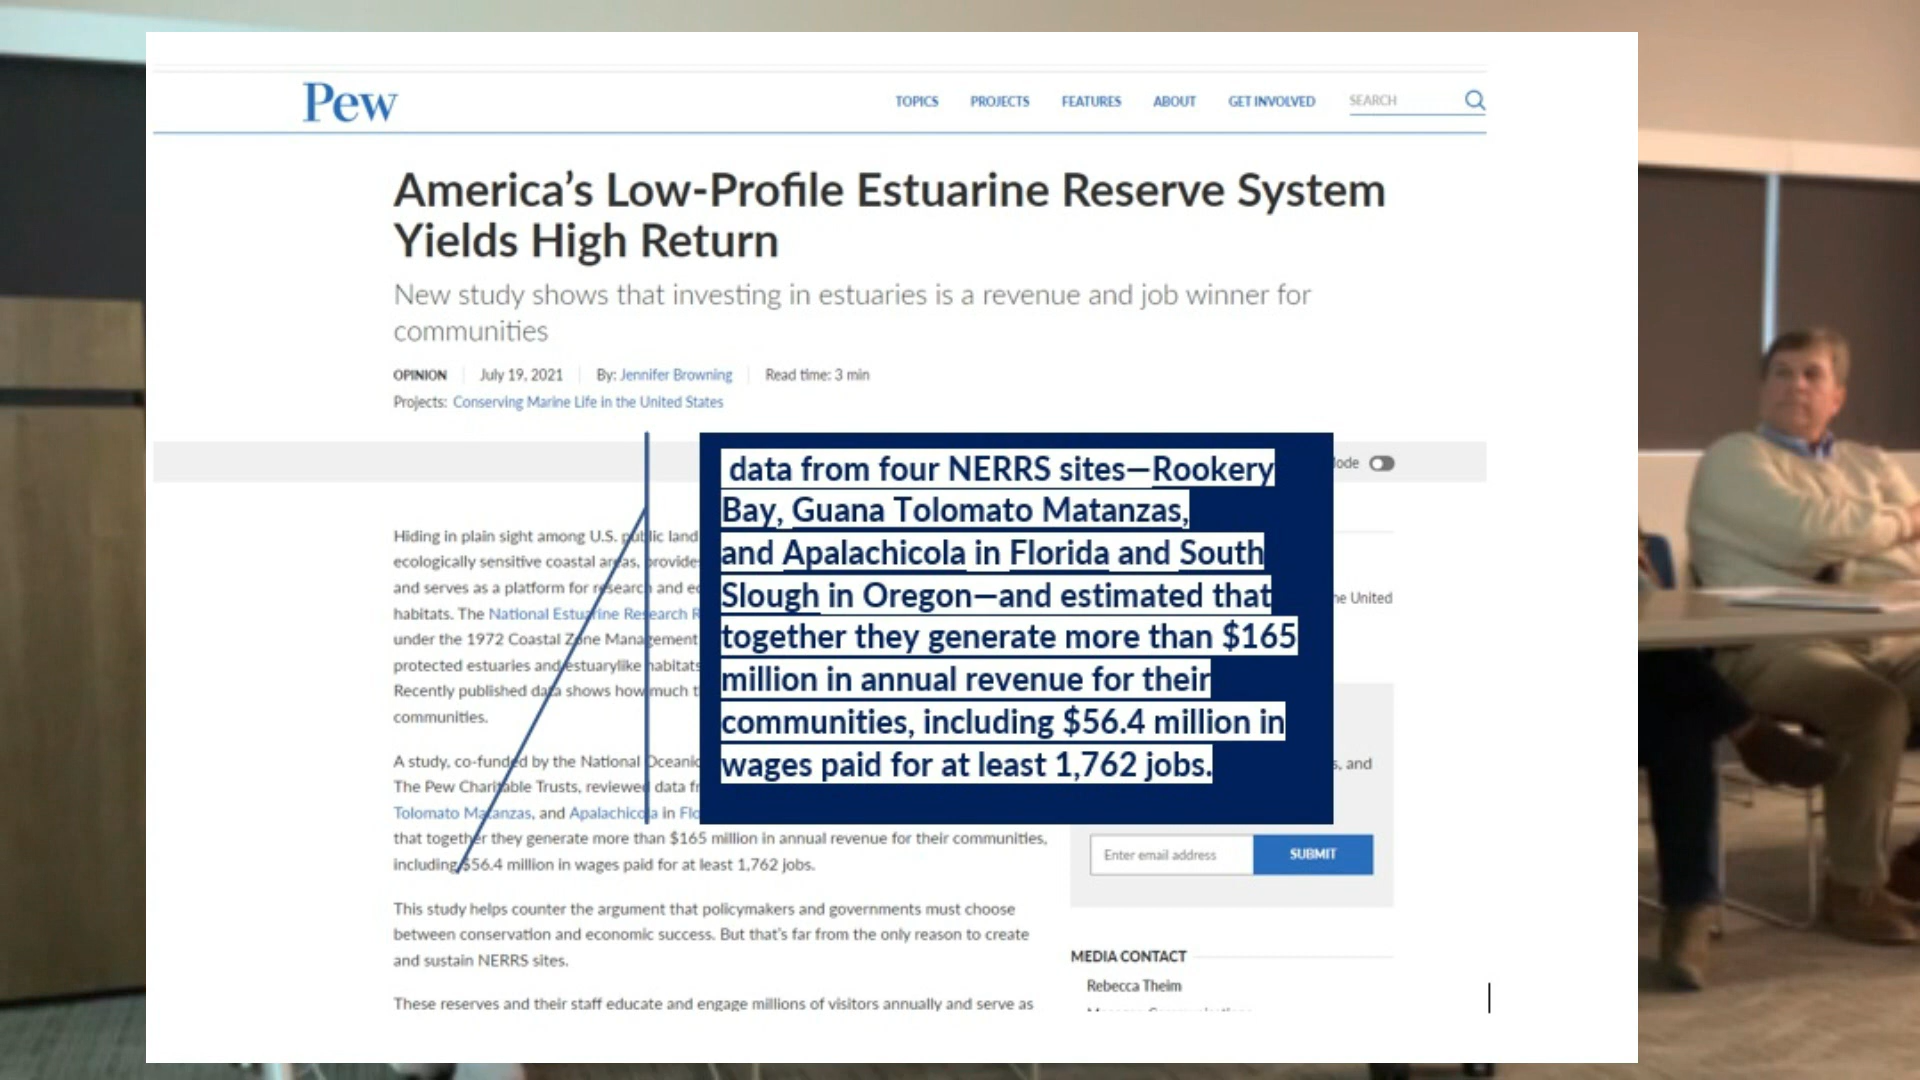 Pew
TOPICS PROJECTS FEATURES ABOUT GET INVOLVED SEARCH
America’s Low-Profile Estuarine Reserve System
Yields High Return
New study shows that investing in estuaries is a revenue and job winner for
communities
OPINION July 19, 2021 By: Jennifer Browning Read time: 3 min
Projects: Conserving Marine Life in the United States
data from four NERRS sites—Rookery
Bay, Guana Tolomato Matanzas,
and Apalachicola in Florida and South
Slough in Oregon—and estimated that
together they generate more than $165
million in annual revenue for their
communities, including $56.4 million in
wages paid for at least 1,762 jobs.
Hiding in plain sight among U.S. public land
ecologically sensitive coastal areas,
and serves as a platform for research and
habitats. The National Estuarine Research
under the 1972 Coastal Zone Management
protected estuaries and estuarylike habitats
Recently published data shows how much
communities.
A study, co-funded by the National
The Pew Charitable Trusts, reviewed data
Tolomato Matanzas, and Apalachicola in
that together they generate more than $165 million in annual revenue for their communities,
including $56.4 million in wages paid for at least 1,762 jobs.
This study helps counter the argument that policymakers and governments must choose
between conservation and economic success. But that’s far from the only reason to create
and sustain NERRS sites.
These reserves and their staff educate and engage millions of visitors annually and serve as
United
and
Enter email address SUBMIT
MEDIA CONTACT
Rebecca Theim